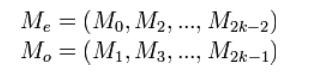 M_e = (M_0, M_2, ..., M_{2k-2})
M_o = (M_1, M_3, ..., M_{2k-1})